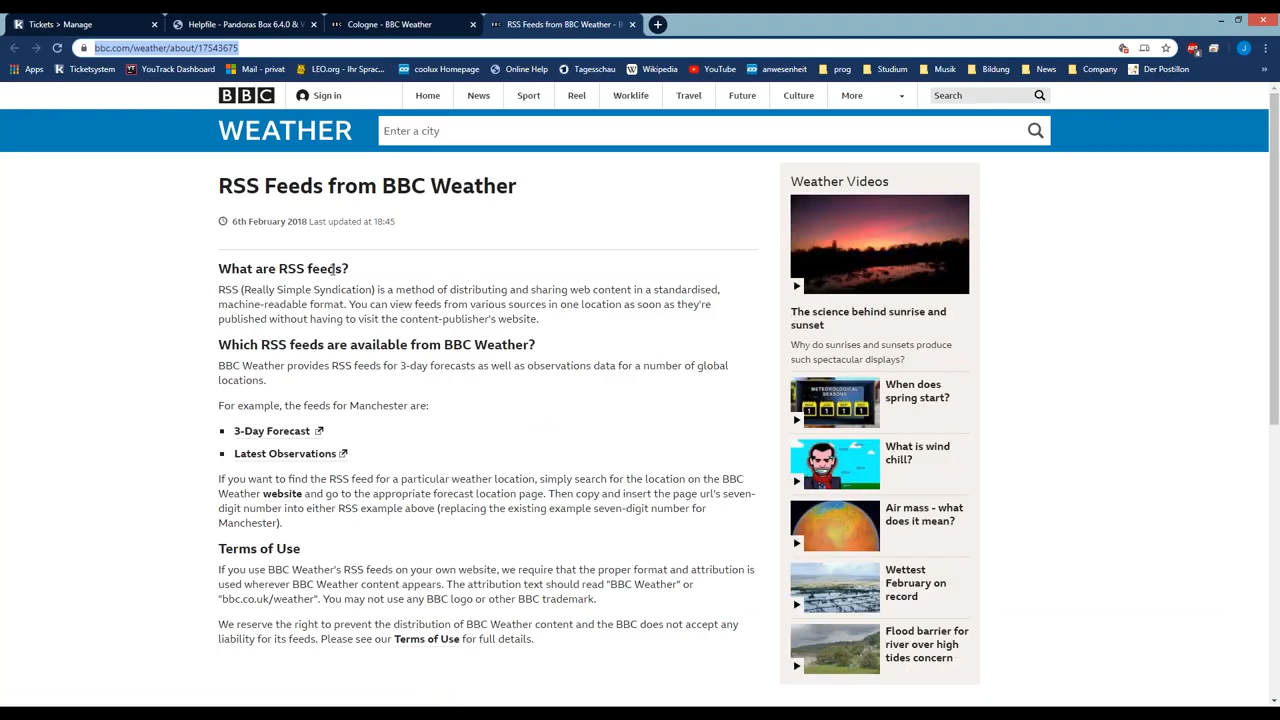 Tickets > Manage
Helpfile - Pandoras Box 6.4.0 &
Cologne - BBC Weather
RSS Feeds from BBC Weather -
bbc.com/weather/about/17543675
Apps
Ticketsystem
YouTrack Dashboard
Mail - privat
LEO.org - Ihr Sprac...
coolux Homepage
Online Help
Tagesschau
Wikipedia
YouTube
anwesenheit
prog
Studium
Musik
Bildung
News
Company
Der Postillon
»
BBC
Sign in
Home
News
Sport
Reel
Worklife
Travel
Future
Culture
More
Search
WEATHER
Enter a city
RSS Feeds from BBC Weather
6th February 2018 Last updated at 18:45
What are RSS feeds?
RSS (Really Simple Syndication) is a method of distributing and sharing web content in a standardised,
machine-readable format. You can view feeds from various sources in one location as soon as they're
published without having to visit the content-publisher's website.
Which RSS feeds are available from BBC Weather?
BBC Weather provides RSS feeds for 3-day forecasts as well as observations data for a number of global
locations.
For example, the feeds for Manchester are:
3-Day Forecast
Latest Observations
If you want to find the RSS feed for a particular weather location, simply search for the location on the BBC
Weather website and go to the appropriate forecast location page. Then copy and insert the page url's seven-
digit number into either RSS example above (replacing the existing example seven-digit number for
Manchester).
Terms of Use
If you use BBC Weather's RSS feeds on your own website, we require that the proper format and attribution is
used wherever BBC Weather content appears. The attribution text should read "BBC Weather" or
"bbc.co.uk/weather". You may not use any BBC logo or other BBC trademark.
We reserve the right to prevent the distribution of BBC Weather content and the BBC does not accept any
liability for its feeds. Please see our Terms of Use for full details.
Weather Videos
The science behind sunrise and
sunset
Why do sunrises and sunsets produce
such spectacular displays?
METEOROLOGICAL
SEASONS
1 1 1 1
When does
spring start?
What is wind
chill?
Air mass - what
does it mean?
Wettest
February on
record
Flood barrier for
river over high
tides concern